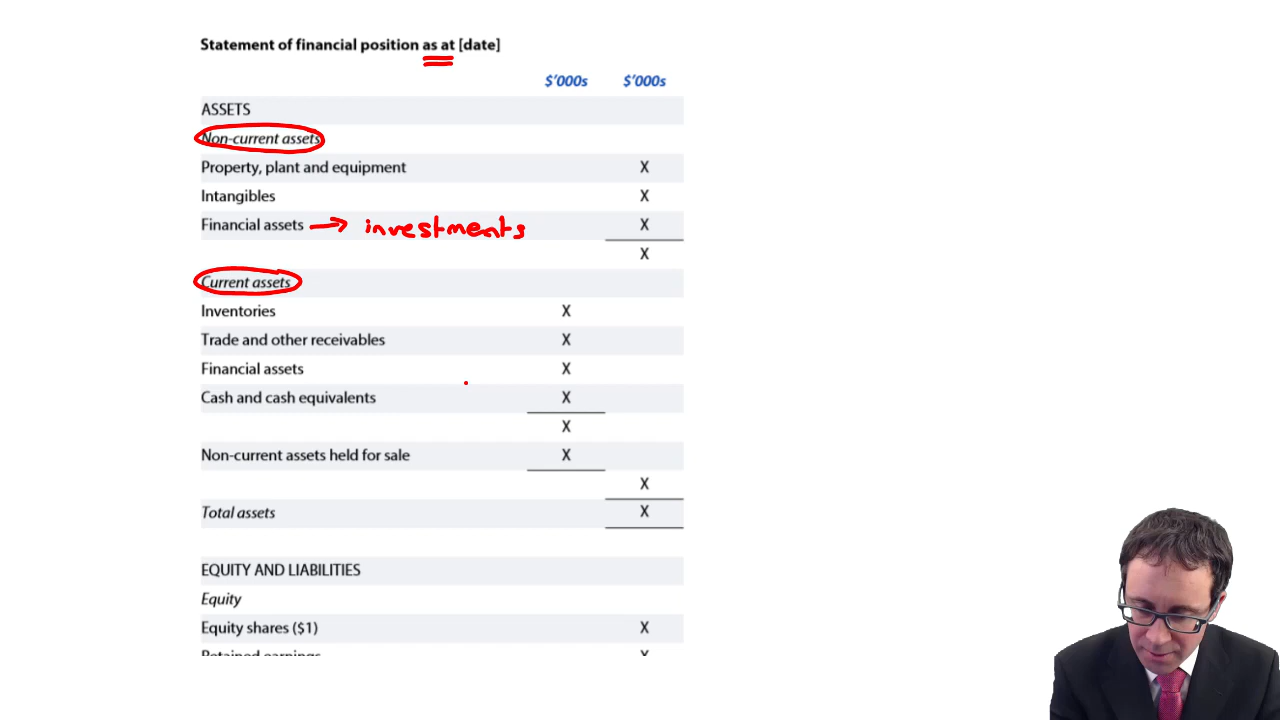 Statement of financial position as at [date]
$'000s $'000s
ASSETS
Non-current assets
Property, plant and equipment X
Intangibles X
Financial assets → investments X
X
Current assets
Inventories X
Trade and other receivables X
Financial assets X
Cash and cash equivalents X
X
Non-current assets held for sale X
X
Total assets X
EQUITY AND LIABILITIES
Equity
Equity shares ($1) X
Retained earnings X